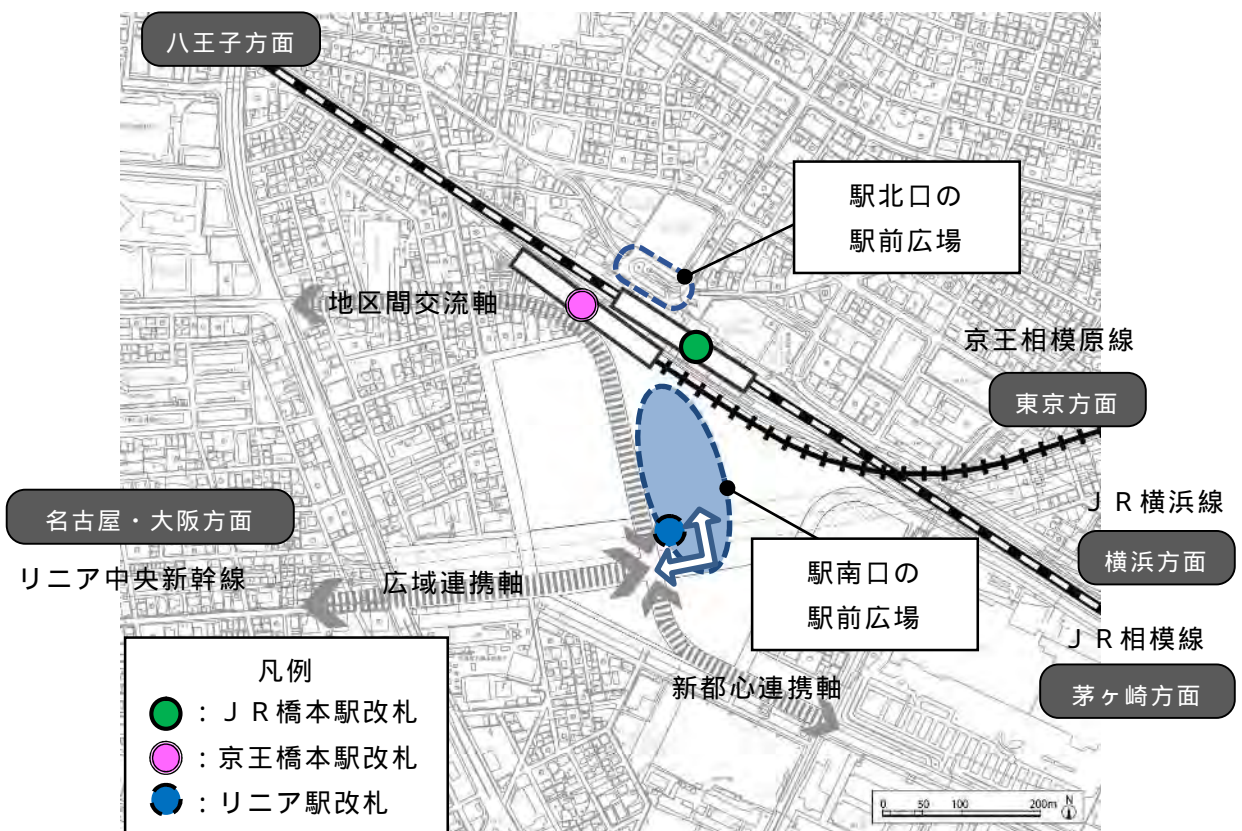 八王子方面
駅北口の
駅前広場
地区間交流軸
京王相模原線
東京方面
ＪＲ横浜線
名古屋・大阪方面
横浜方面
リニア中央新幹線
広域連携軸
駅南口の
駅前広場
ＪＲ相模線
新都心連携軸
茅ヶ崎方面
凡例
：ＪＲ橋本駅改札
：京王橋本駅改札
：リニア駅改札
0 50 100 200m N